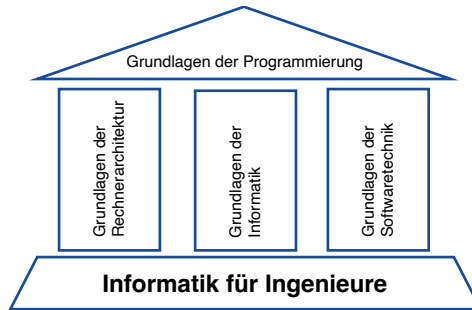 Grundlagen der Programmierung
Grundlagen der
Rechnerarchitektur
Grundlagen der
Informatik
Grundlagen der
Softwaretechnik
Informatik für Ingenieure